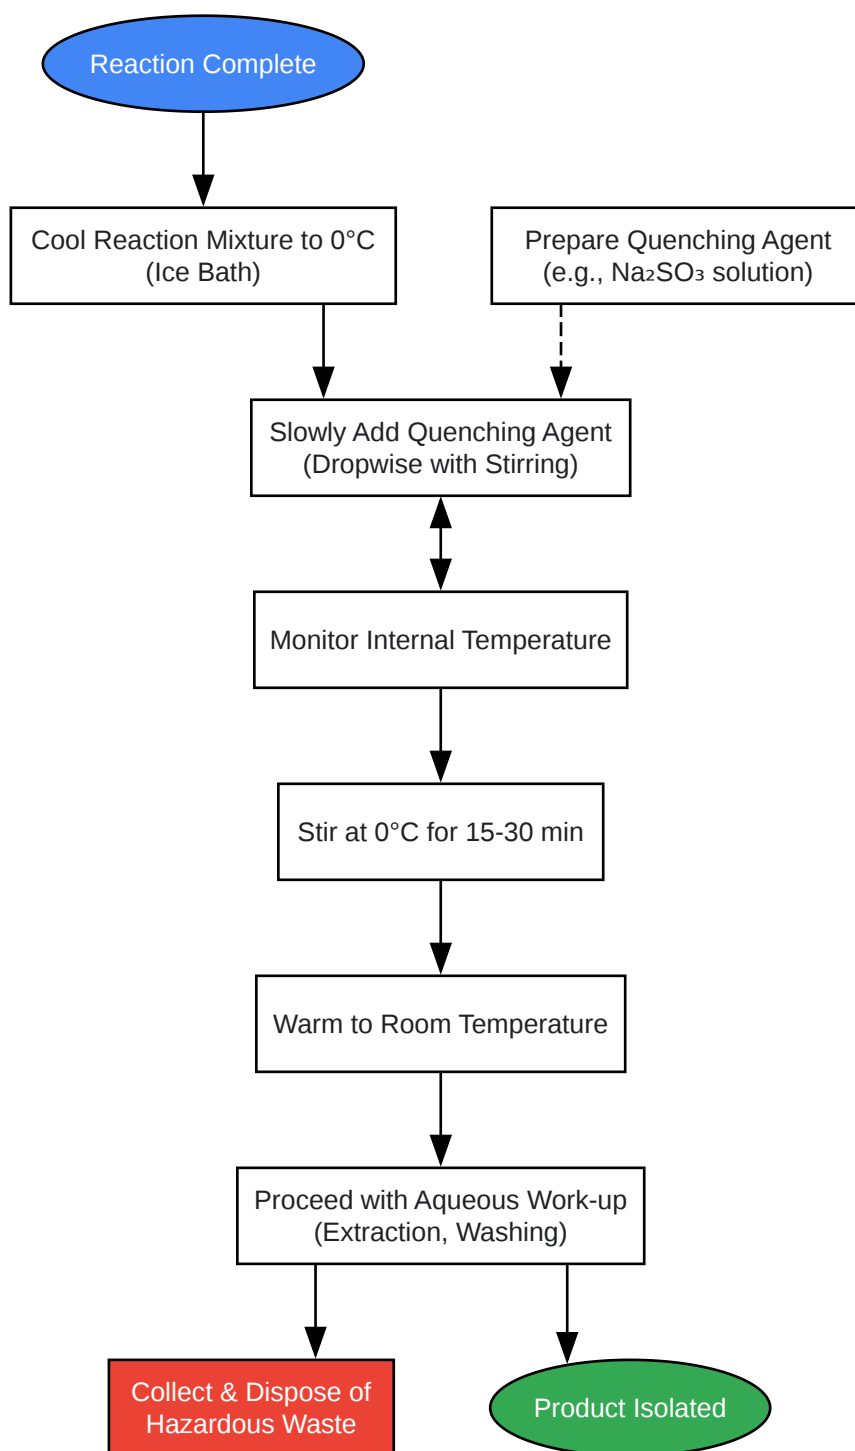 Reaction Complete
Cool Reaction Mixture to 0°C
(Ice Bath)
Prepare Quenching Agent
(e.g., Na₂SO₃ solution)
Slowly Add Quenching Agent
(Dropwise with Stirring)
Monitor Internal Temperature
Stir at 0°C for 15-30 min
Warm to Room Temperature
Proceed with Aqueous Work-up
(Extraction, Washing)
Collect & Dispose of
Hazardous Waste
Product Isolated